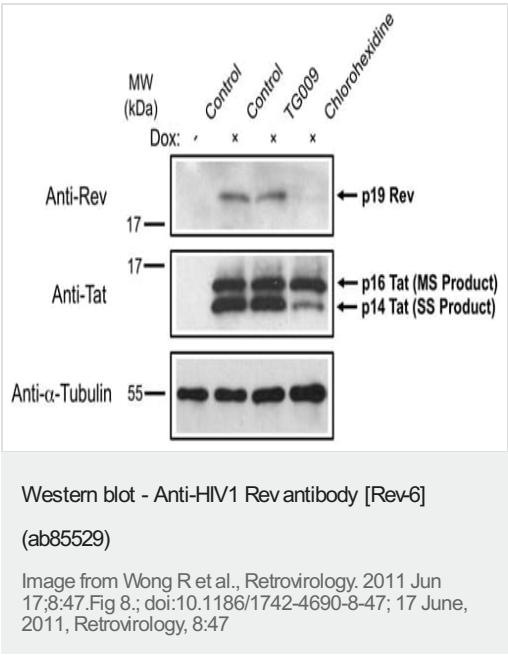 MW
(kDa)
Control
Control
TG009
Chlorohexidine
Dox: - × × ×
Anti-Rev
p19 Rev
17
17
Anti-Tat
p16 Tat (MS Product)
p14 Tat (SS Product)
Anti-α-Tubulin 55
Western blot - Anti-HIV1 Rev antibody [Rev-6]
(ab85529)
Image from Wong R et al., Retrovirology. 2011 Jun
17;8:47.Fig 8.; doi:10.1186/1742-4690-8-47; 17 June,
2011, Retrovirology, 8:47